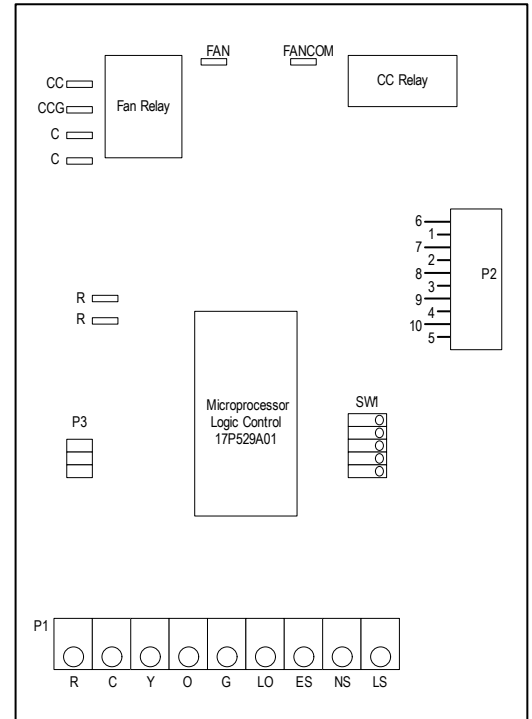 FAN
FANCOM
CC
CCG
C
C
Fan Relay
CC Relay
6
1
7
2
8
3
9
4
10
5
P2
R
R
Microprocessor
Logic Control
17P529A01
P3
SW1
P1
R C Y O G LO ES NS LS